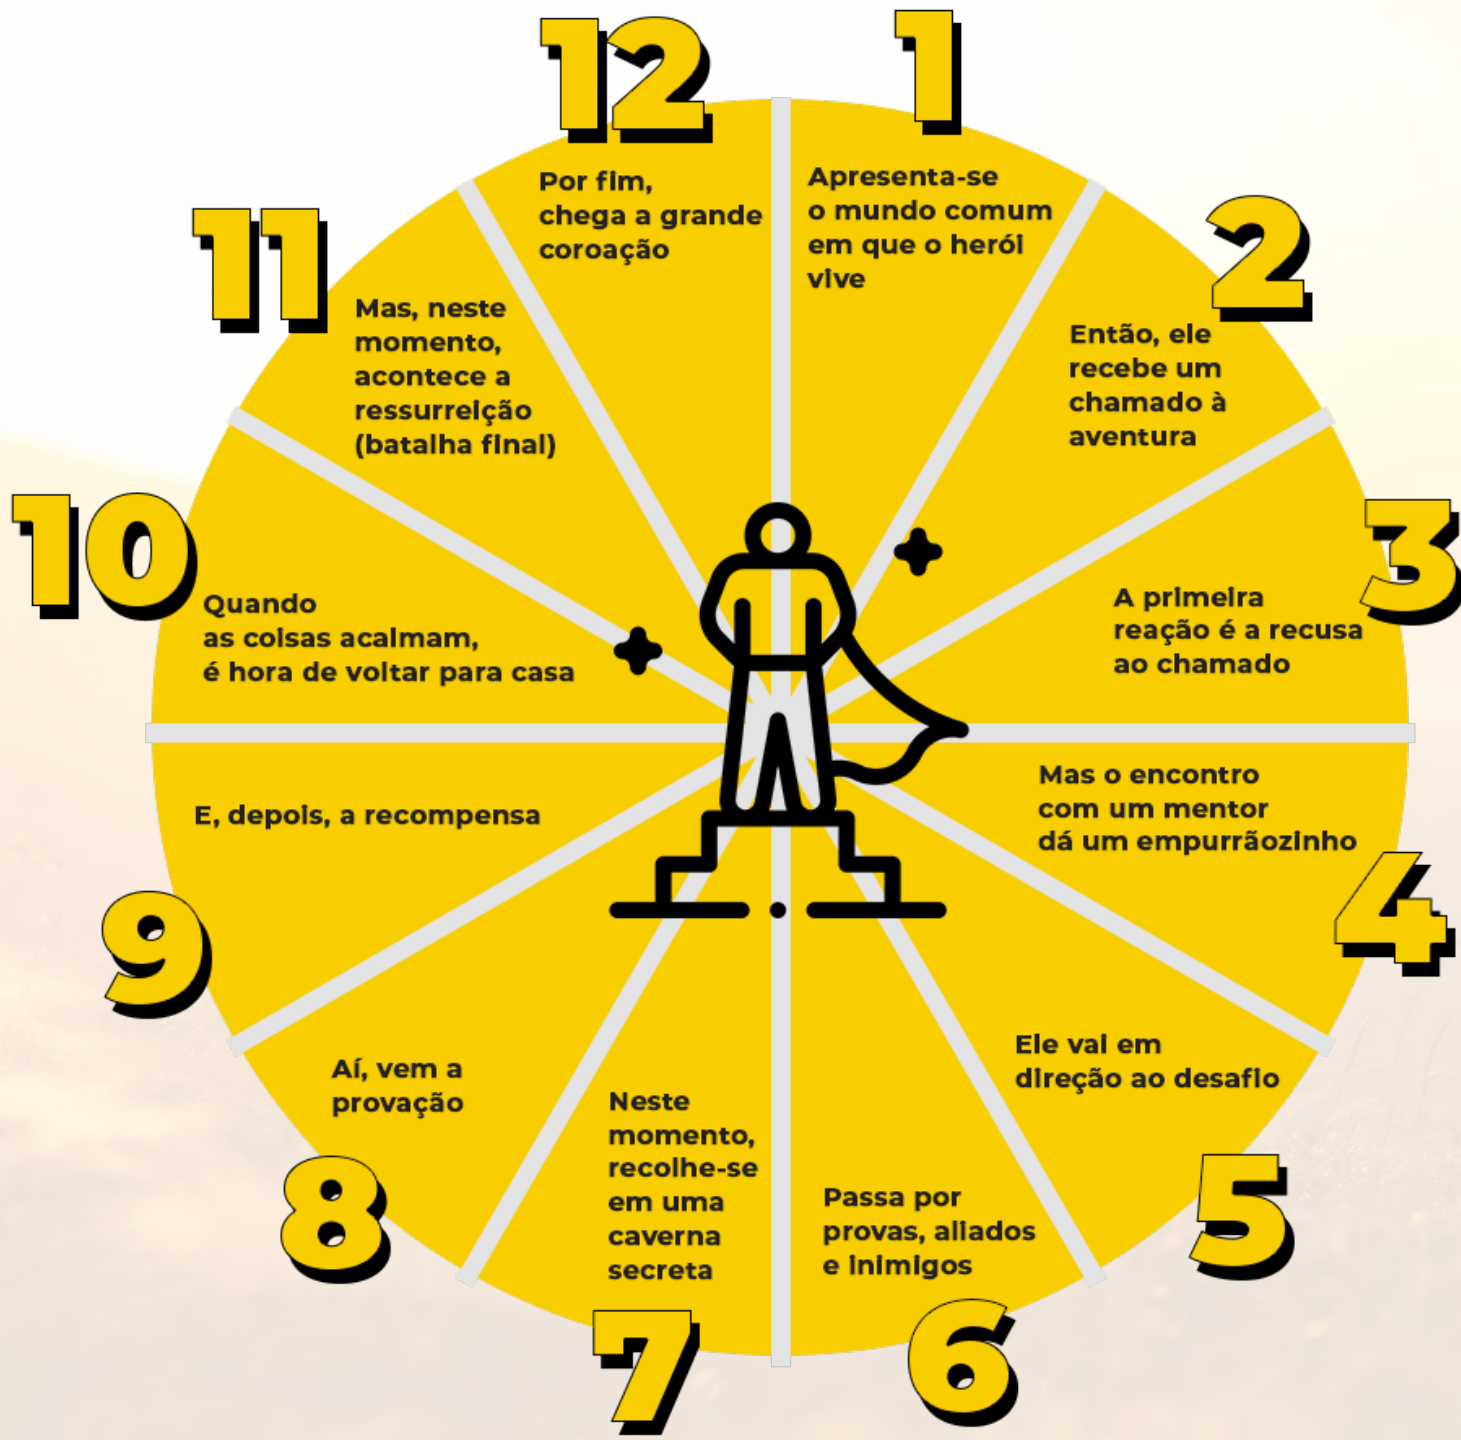 1
Apresenta-se
o mundo comum
em que o herói
vive
2
Então, ele
recebe um
chamado à
aventura
3
A primeira
reação é a recusa
ao chamado
Mas o encontro
com um mentor
dá um empurrãozinho
4
Ele vai em
direção ao desafio
5
Passa por
provas, aliados
e inimigos
6
Neste
momento,
recolhe-se
em uma
caverna
secreta
7
Aí, vem a
provação
8
E, depois, a recompensa
9
10
Quando
as coisas acalmam,
é hora de voltar para casa
11
Mas, neste
momento,
acontece a
ressurreição
(batalha final)
12
Por fim,
chega a grande
coroação